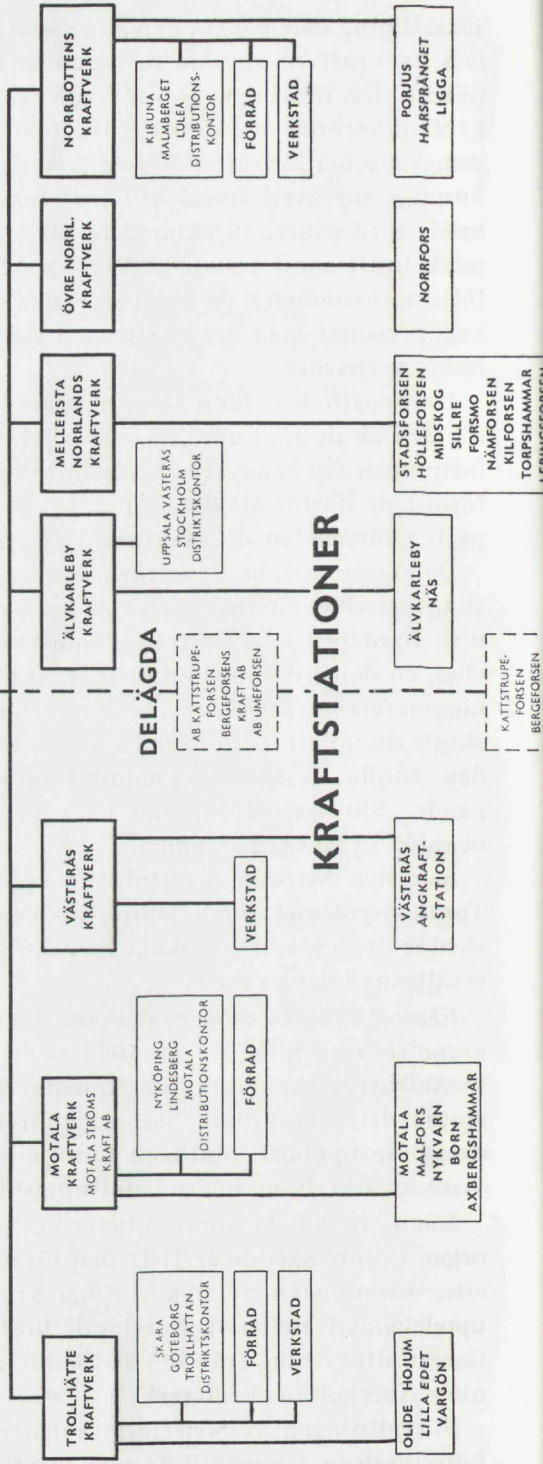 TROLLHÄTTE
KRAFTVERK
SKARA
GÖTEBORG
TROLLHÄTTAN
DISTRIKTSKONTOR
FÖRRÅD
VERKSTAD
OLIDE - HOJUM
LILLA EDET
VARGÖN
MOTALA
KRAFTVERK
MOTALA STRÖMS
KRAFT AB
NYKÖPING
LINDESBERG
MOTALA
DISTRIBUTIONSKONTOR
FÖRRÅD
VERKSTAD
MOTALA
MALFORS
NYKVARN
BORN
AXBERGSHAMMAR
VÄSTERÅS
KRAFTVERK
VÄSTERÅS
ÅNGKRAFT-
STATION
DELÄGDA
AB KATTSTRUPE-
FORSEN
BERGEFORSENS
KRAFT AB
AB UMEFORSEN
KRAFTSTATIONER
KATTSTRUPE-
FORSEN
BERGEFORSEN
ÄLVKARLEBY
KRAFTVERK
UPPSALA, VÄSTERÅS
STOCKHOLM
DISTRIKTSKONTOR
ÄLVKARLEBY
NÄS
MELLERSTA
NORRLANDS
KRAFTVERK
STADSFORSEN
HÖLLEFORSEN
MIDSKOG
SILLRE
FORSMO
NÄMFORSEN
KILFORSEN
TORPSHAMMAR
ÖVRE NORRL.
KRAFTVERK
NORRFORS
NORRBOTTENS
KRAFTVERK
KIRUNA
MALMBERGET
LULEÅ
DISTRIBUTIONS-
KONTOR
FÖRRÅD
VERKSTAD
PORJUS
HARSPRÅNGET
LIGGA